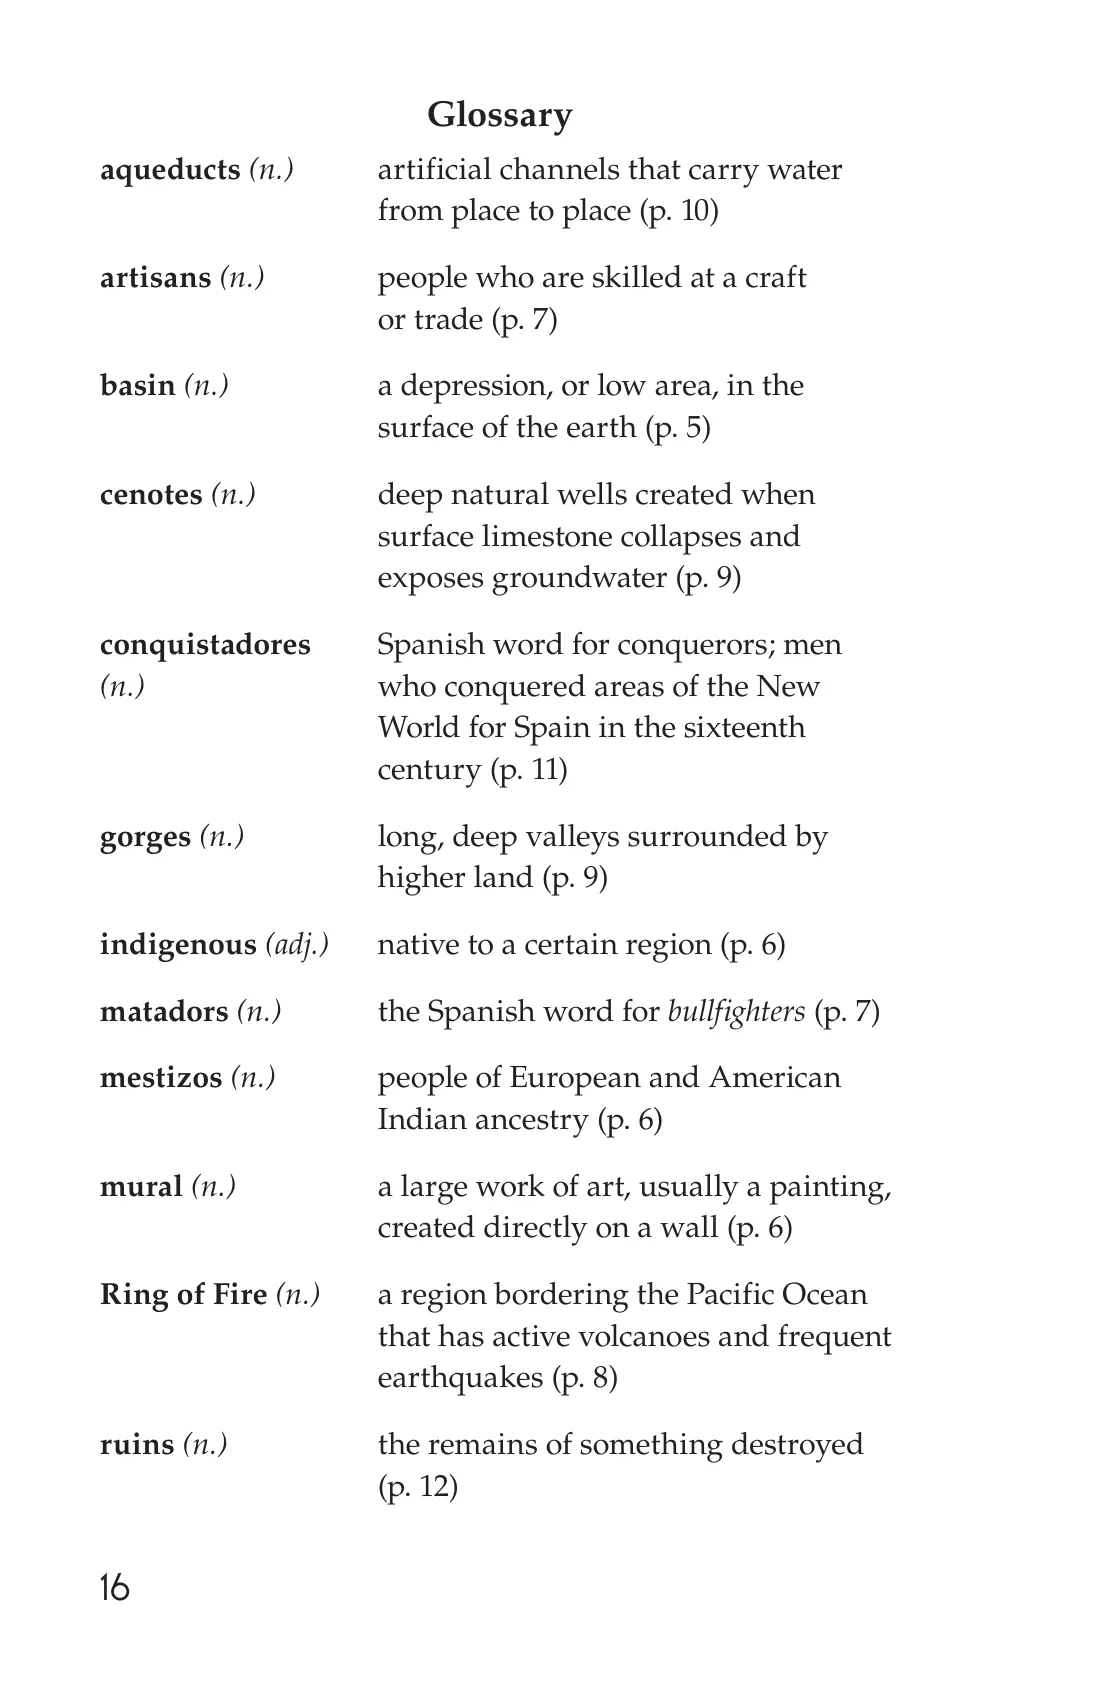 Glossary
aqueducts (n.) artificial channels that carry water
from place to place (p. 10)
artisans (n.) people who are skilled at a craft
or trade (p. 7)
basin (n.) a depression, or low area, in the
surface of the earth (p. 5)
cenotes (n.) deep natural wells created when
surface limestone collapses and
exposes groundwater (p. 9)
conquistadores Spanish word for conquerors; men
(n.) who conquered areas of the New
World for Spain in the sixteenth
century (p. 11)
gorges (n.) long, deep valleys surrounded by
higher land (p. 9)
indigenous (adj.) native to a certain region (p. 6)
matadors (n.) the Spanish word for bullfighters (p. 7)
mestizos (n.) people of European and American
Indian ancestry (p. 6)
mural (n.) a large work of art, usually a painting,
created directly on a wall (p. 6)
Ring of Fire (n.) a region bordering the Pacific Ocean
that has active volcanoes and frequent
earthquakes (p. 8)
ruins (n.) the remains of something destroyed
(p. 12)
16